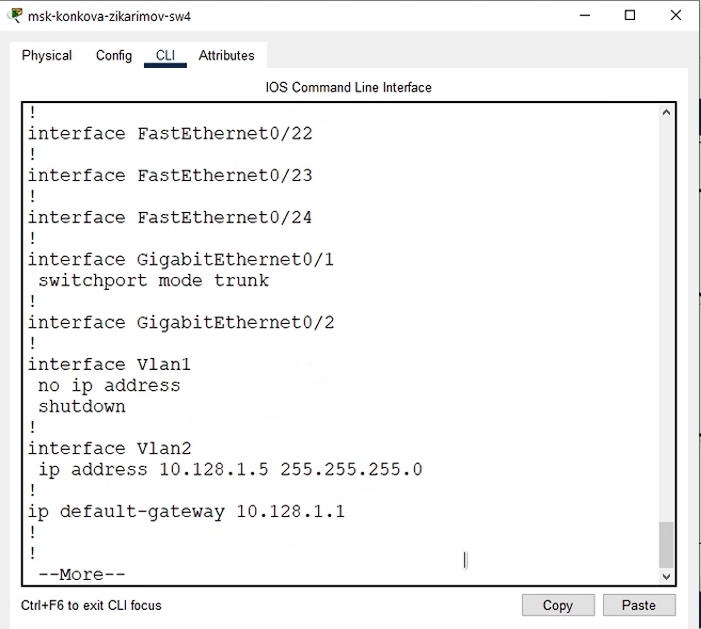 msk-konkova-zikarimov-sw4
Physical Config CLI Attributes
IOS Command Line Interface
!
interface FastEthernet0/22
!
interface FastEthernet0/23
!
interface FastEthernet0/24
!
interface GigabitEthernet0/1
 switchport mode trunk
!
interface GigabitEthernet0/2
!
interface Vlan1
 no ip address
 shutdown
!
interface Vlan2
 ip address 10.128.1.5 255.255.255.0
!
ip default-gateway 10.128.1.1
!
!
 --More--
Ctrl+F6 to exit CLI focus
Copy Paste